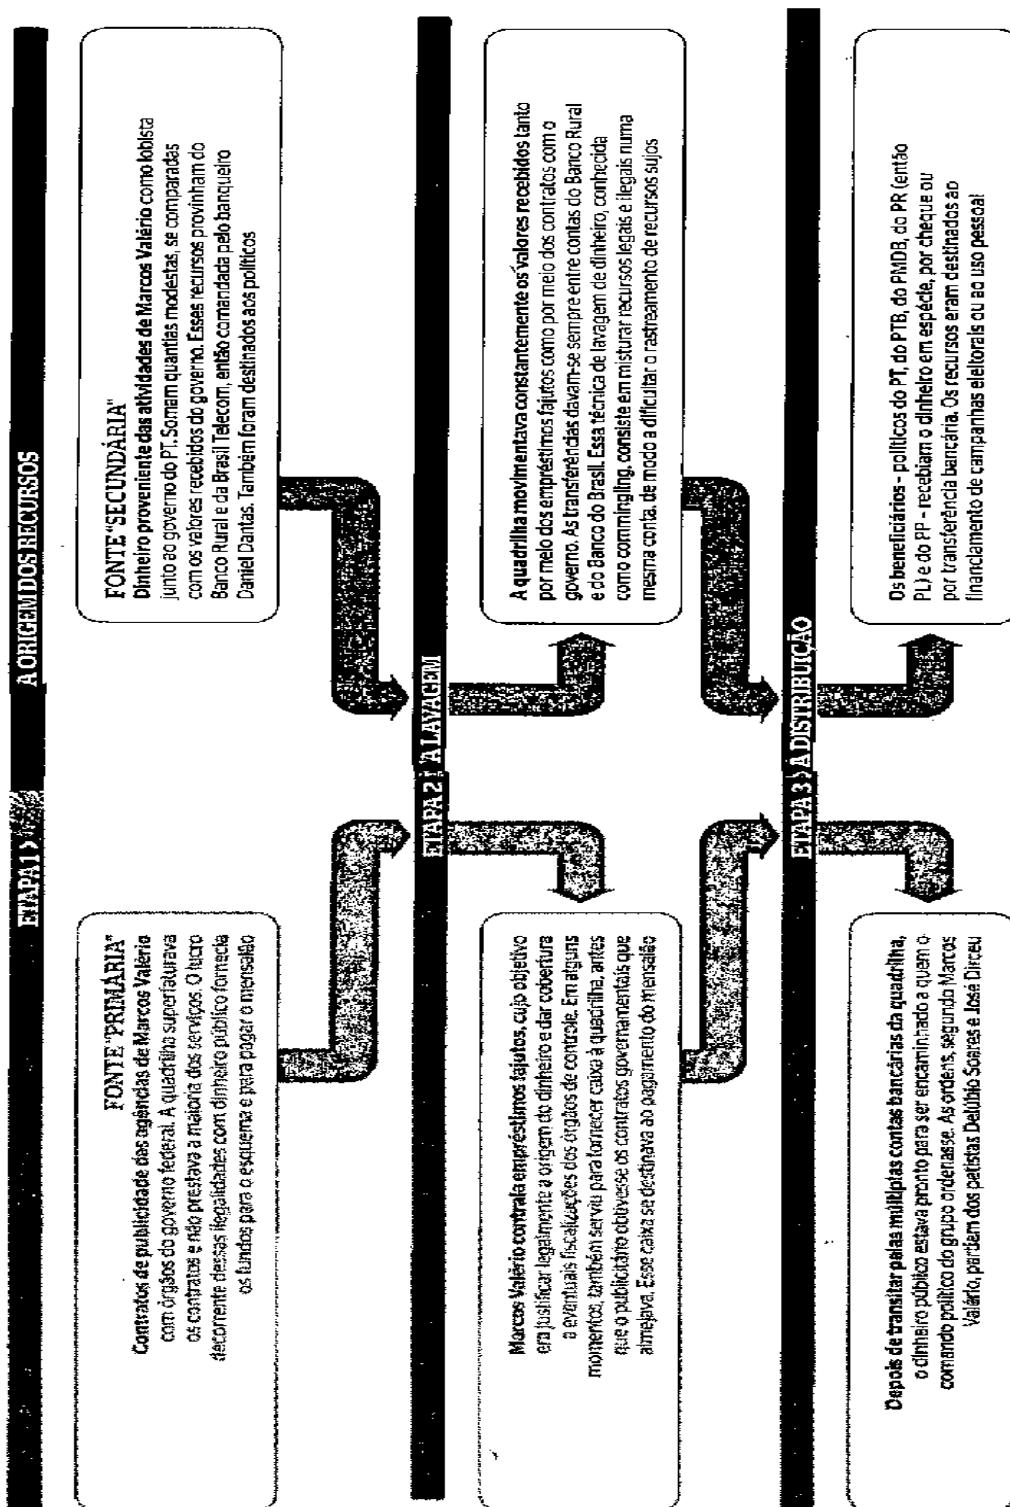 ETAPA 1 > A ORIGEM DOS RECURSOS
FONTE "PRIMÁRIA"
Contratos de publicidade das agências de Marcos Valério
com órgãos do governo federal. A quadrilha superfaturava
os contratos e não prestava a maioria dos serviços. O lucro
decorrente dessas ilegalidades com dinheiro público fornecia
os fundos para o esquema e para pagar o mensalão
FONTE "SECUNDÁRIA"
Dinheiro proveniente das atividades de Marcos Valério como lobista
junto ao governo do PT. Somam quantias modestas, se comparadas
com os valores recebidos do governo. Esses recursos provinham do
Banco Rural e da Brasil Telecom, então comandada pelo banqueiro
Daniel Dantas. Também foram destinados aos políticos
ETAPA 2 > A LAVAGEM
Marcos Valério contraía empréstimos fajutos, cujo objetivo
era justificar legalmente a origem do dinheiro e dar cobertura
a eventuais fiscalizações dos órgãos de controle. Em alguns
momentos, também serviu para fornecer caixa à quadrilha, antes
que o publicitário obtivesse os contratos governamentais que
almejava. Esse caixa se destinava ao pagamento do mensalão
A quadrilha movimentava constantemente os valores recebidos tanto
por meio dos empréstimos fajutos como por meio dos contratos com o
governo. As transferências davam-se sempre entre contas do Banco Rural
e do Banco do Brasil. Essa técnica de lavagem de dinheiro, conhecida
como commingling, consiste em misturar recursos legais e ilegais numa
mesma conta, de modo a dificultar o rastreamento de recursos sujos
ETAPA 3 > A DISTRIBUIÇÃO
Depois de transitar pelas múltiplas contas bancárias da quadrilha,
o dinheiro público estava pronto para ser encaminhado a quem o
comando político do grupo ordenasse. As ordens, segundo Marcos
Valério, partiem dos petistas Delúbio Soares e José Dirceu
Os beneficiários - políticos do PT, do PTB, do PMDB, do PR (então
PL) e do PP - recebiam o dinheiro em espécie, por cheque ou
por transferência bancária. Os recursos eram destinados ao
financiamento de campanhas eleitorais ou ao uso pessoal